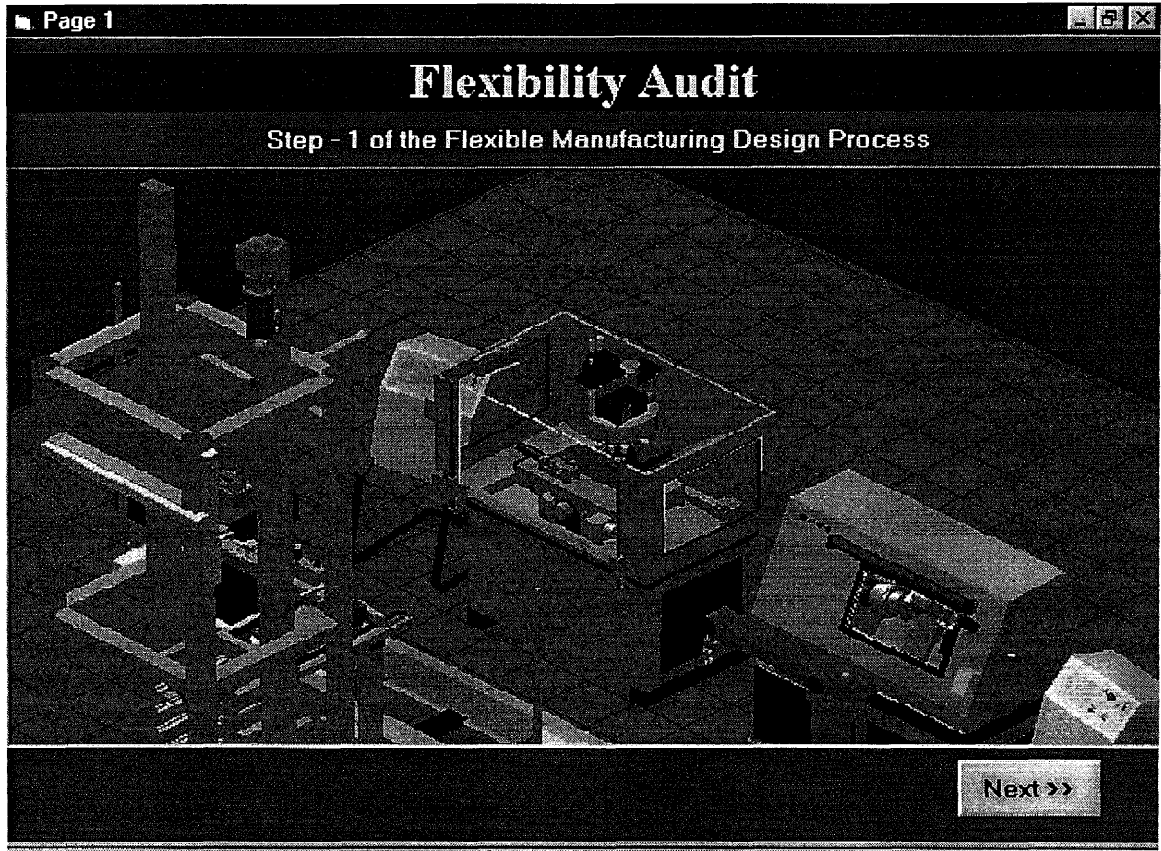 Page 1
Flexibility Audit
Step - 1 of the Flexible Manufacturing Design Process
Next >>